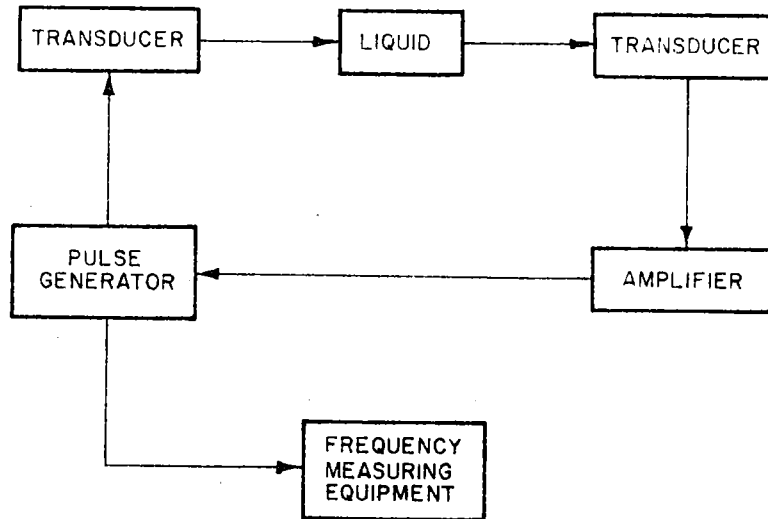 TRANSDUCER
LIQUID
TRANSDUCER
PULSE
GENERATOR
AMPLIFIER
FREQUENCY
MEASURING
EQUIPMENT